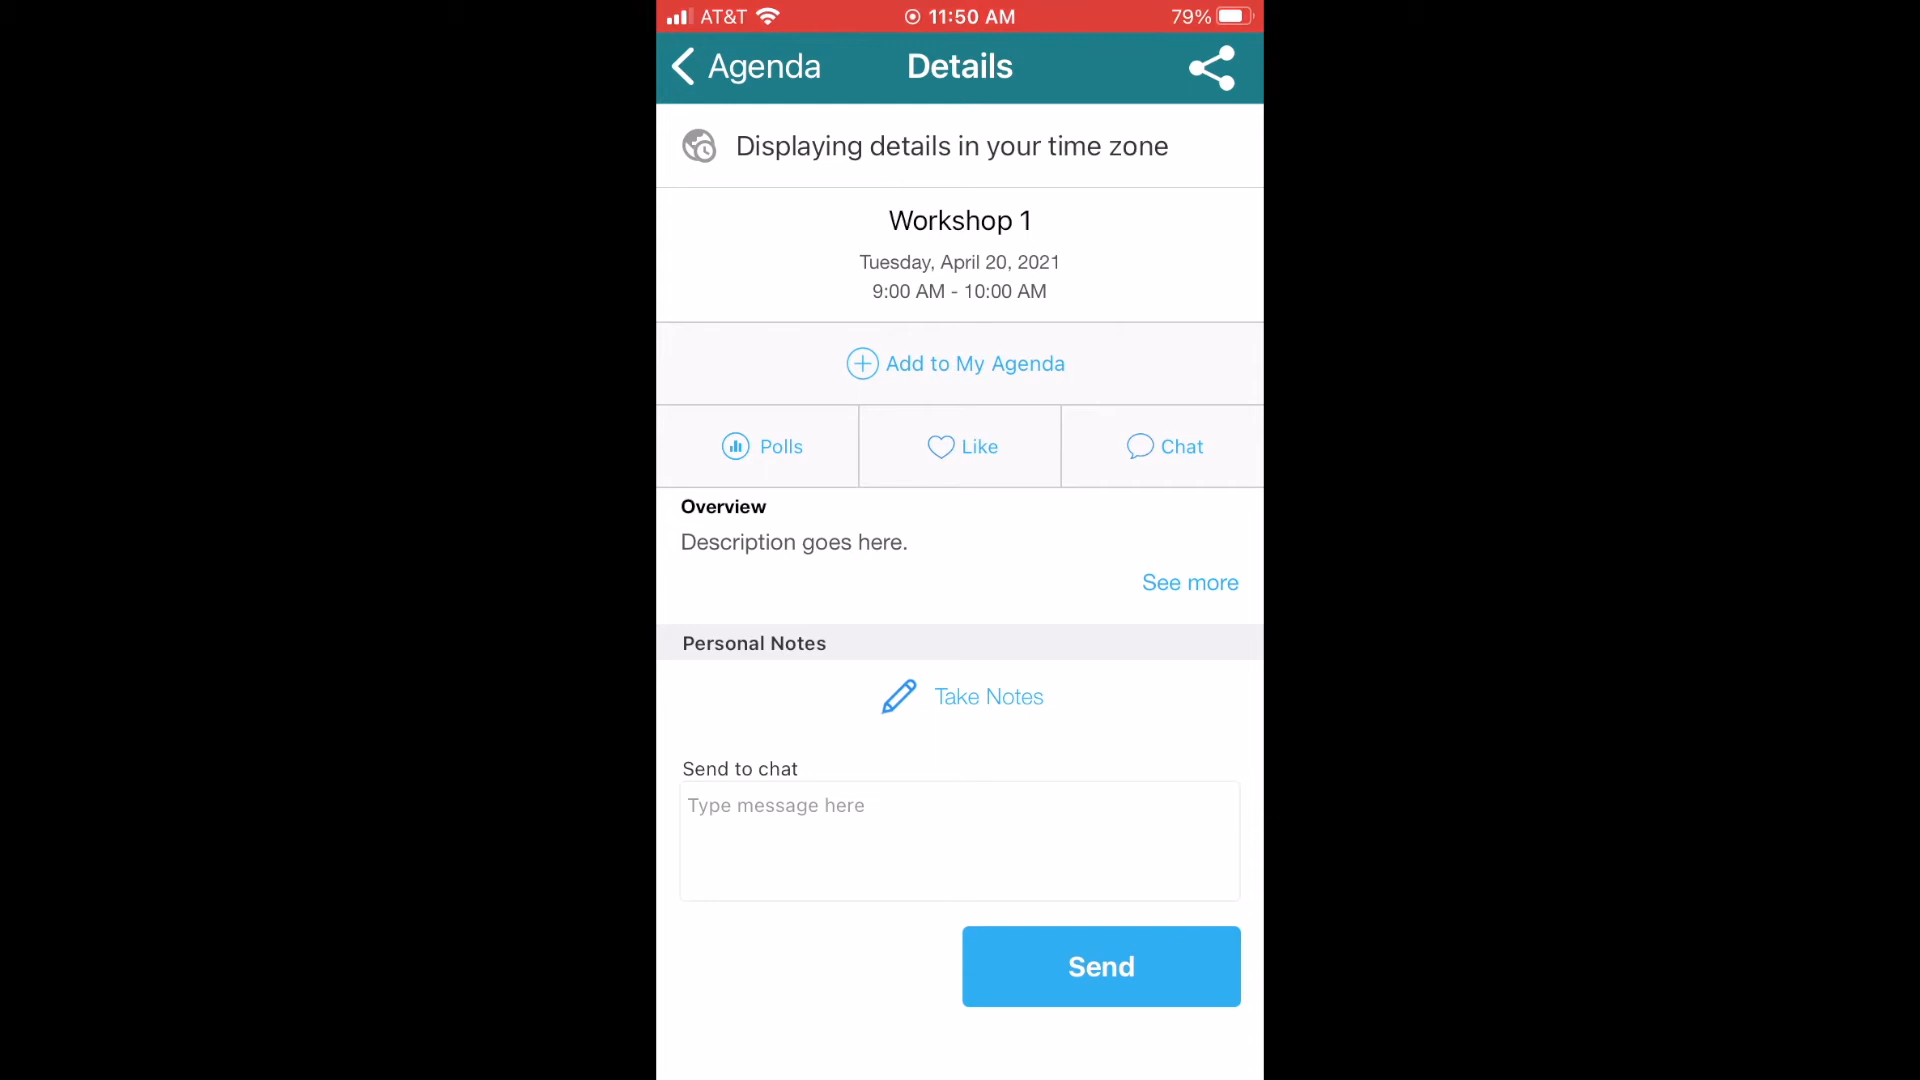 AT&T 11:50 AM 79%
Agenda Details
Displaying details in your time zone
Workshop 1
Tuesday, April 20, 2021
9:00 AM - 10:00 AM
Add to My Agenda
Polls Like Chat
Overview
Description goes here.
See more
Personal Notes
Take Notes
Send to chat
Type message here
Send